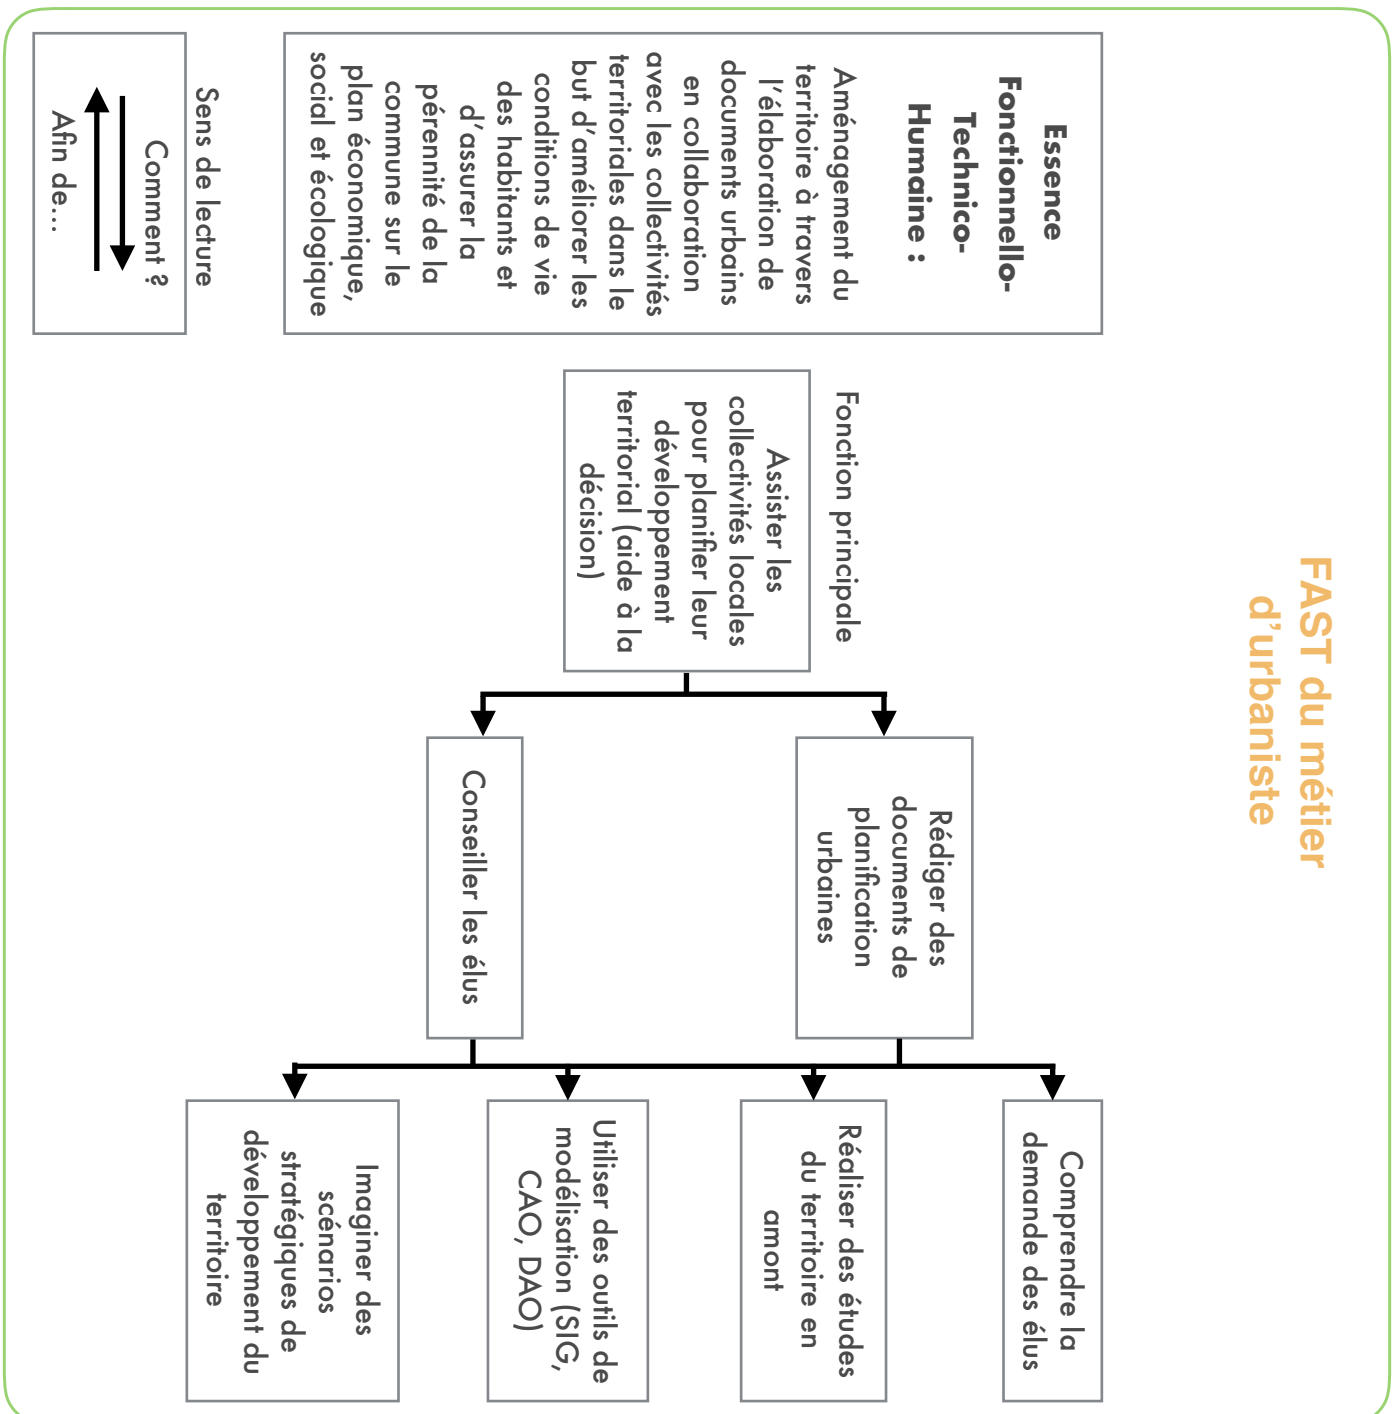 FAST du métier
d’urbaniste
Essence
Fonctionnello-
Technico-
Humaine :
Aménagement du
territoire à travers
l’élaboration de
documents urbains
en collaboration
avec les collectivités
territoriales dans le
but d’améliorer les
conditions de vie
des habitants et
d’assurer la
pérennité de la
commune sur le
plan économique,
social et écologique
Fonction principale
Assister les
collectivités locales
pour planifier leur
développement
territorial (aide à la
décision)
Rédiger des
documents de
planification
urbaines
Conseiller les élus
Comprendre la
demande des élus
Réaliser des études
du territoire en
amont
Utiliser des outils de
modélisation (SIG,
CAO, DAO)
Imaginer des
scénarios
stratégiques de
développement du
territoire
Sens de lecture
Comment ?
Afin de...